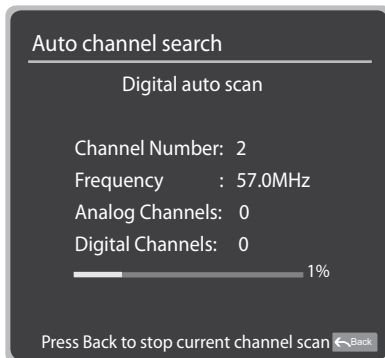 Auto channel search
Digital auto scan
Channel Number: 2
Frequency : 57.0MHz
Analog Channels: 0
Digital Channels: 0
1%
Press Back to stop current channel scan Back